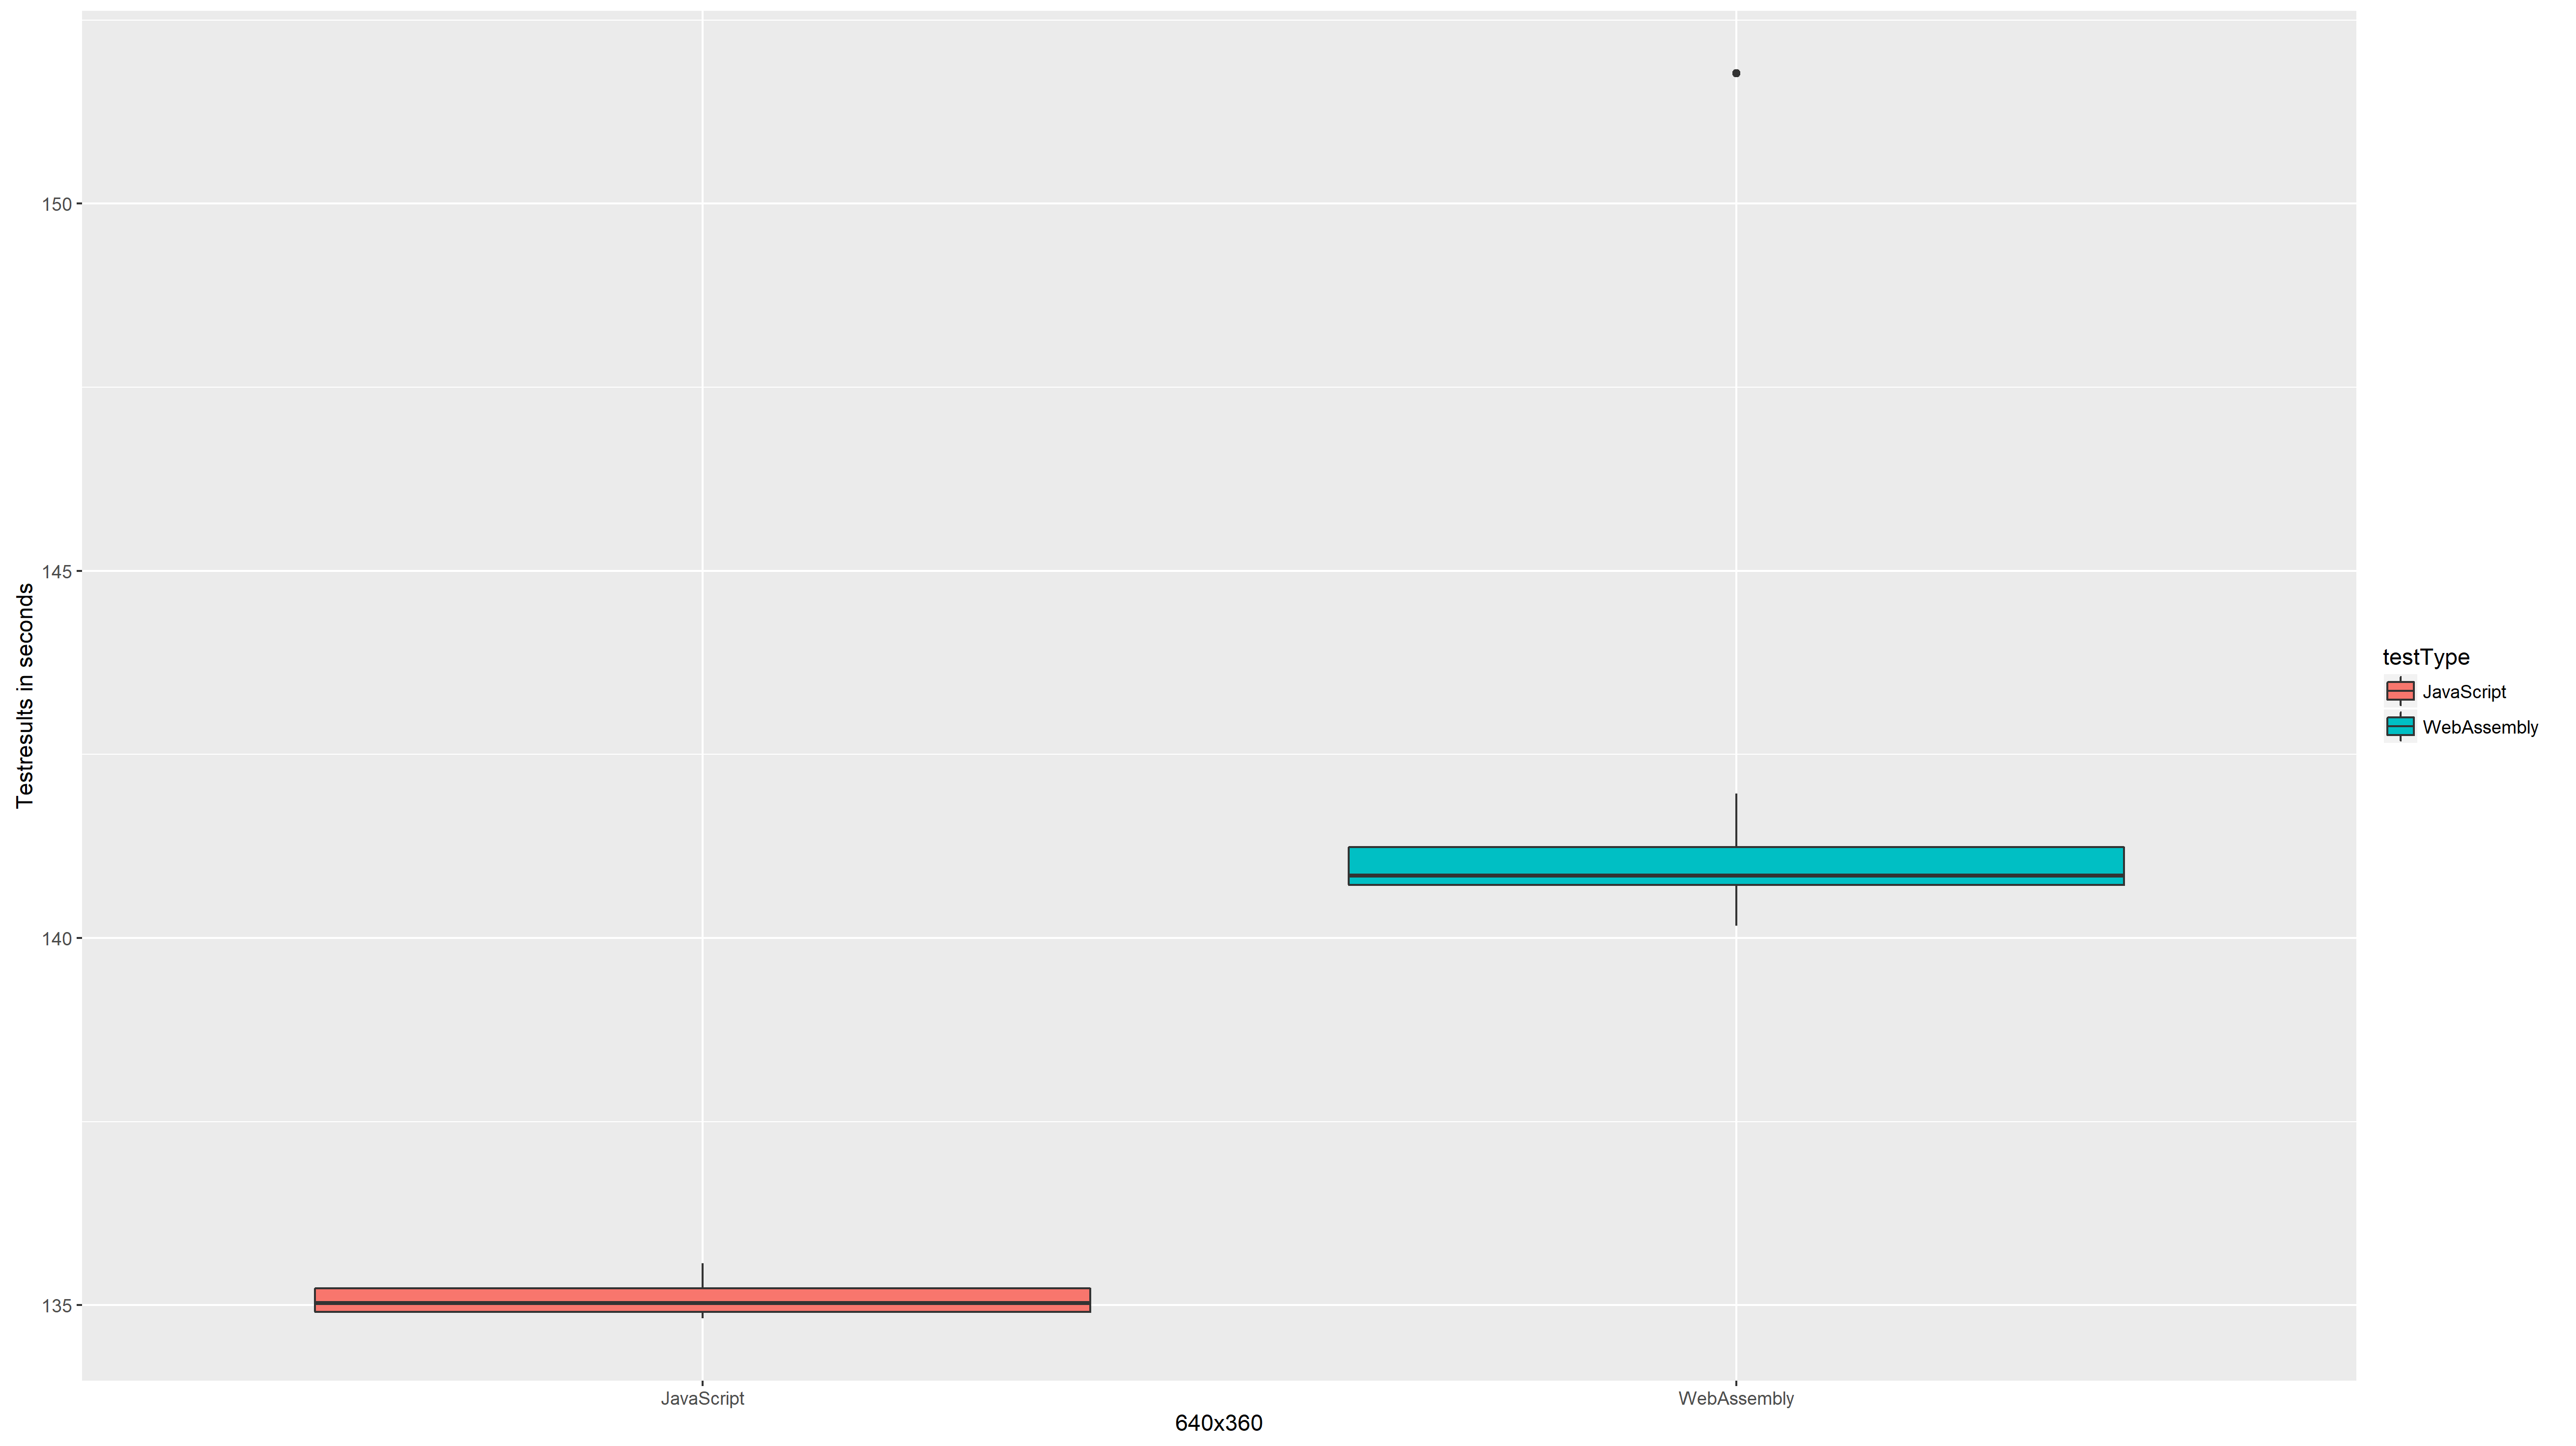 Testresults in seconds
150
145
140
135
JavaScript
WebAssembly
640x360
testType
JavaScript
WebAssembly